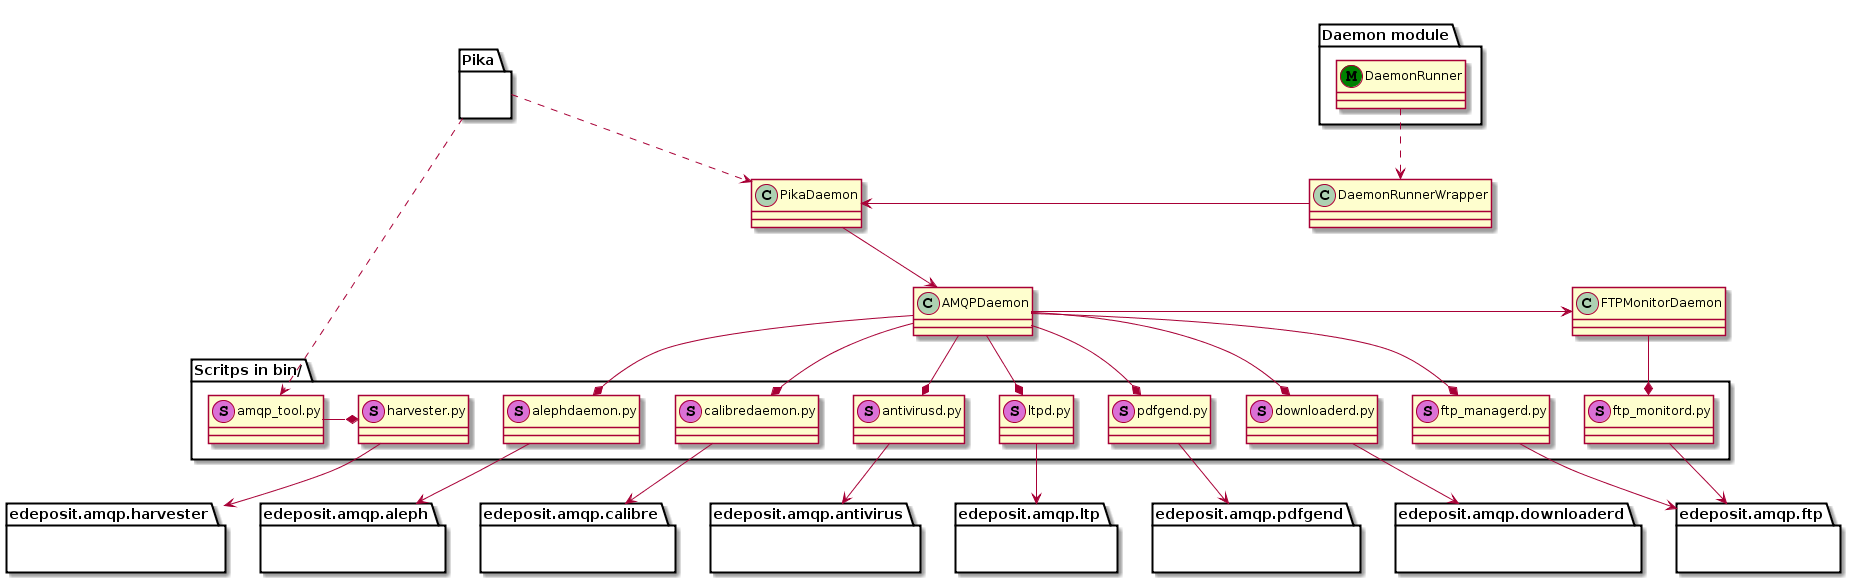 Daemon module
Pika
M DaemonRunner
C PikaDaemon
C DaemonRunnerWrapper
C AMQPDaemon
C FTPMonitorDaemon
Scritps in bin/
S amqp_tool.py
S harvester.py
S alephdaemon.py
S calibredaemon.py
S antivirusd.py
S ltpd.py
S pdfgend.py
S downloaderd.py
S ftp_managerd.py
S ftp_monitord.py
edeposit.amqp.harvester
edeposit.amqp.aleph
edeposit.amqp.calibre
edeposit.amqp.antivirus
edeposit.amqp.ltp
edeposit.amqp.pdfgend
edeposit.amqp.downloaderd
edeposit.amqp.ftp